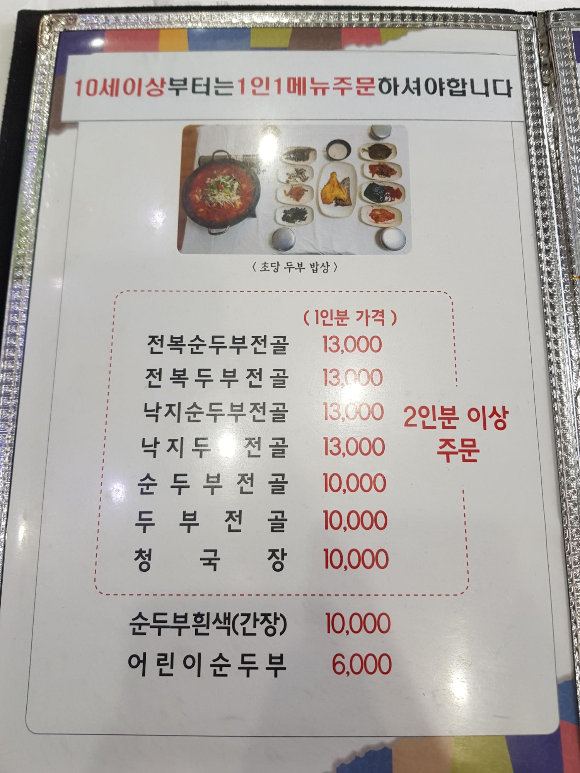 10세이상부터는1인1메뉴주문하셔야합니다
( 초당 두부 밥상 )
( 1인분 가격 )
전복순두부전골 13,000
전복두부전골 13,000
낙지순두부전골 13,000
낙지두 전골 13,000
2인분 이상
주문
순두부전골 10,000
두부전골 10,000
청국장 10,000
순두부흰색(간장) 10,000
어린이순두부 6,000